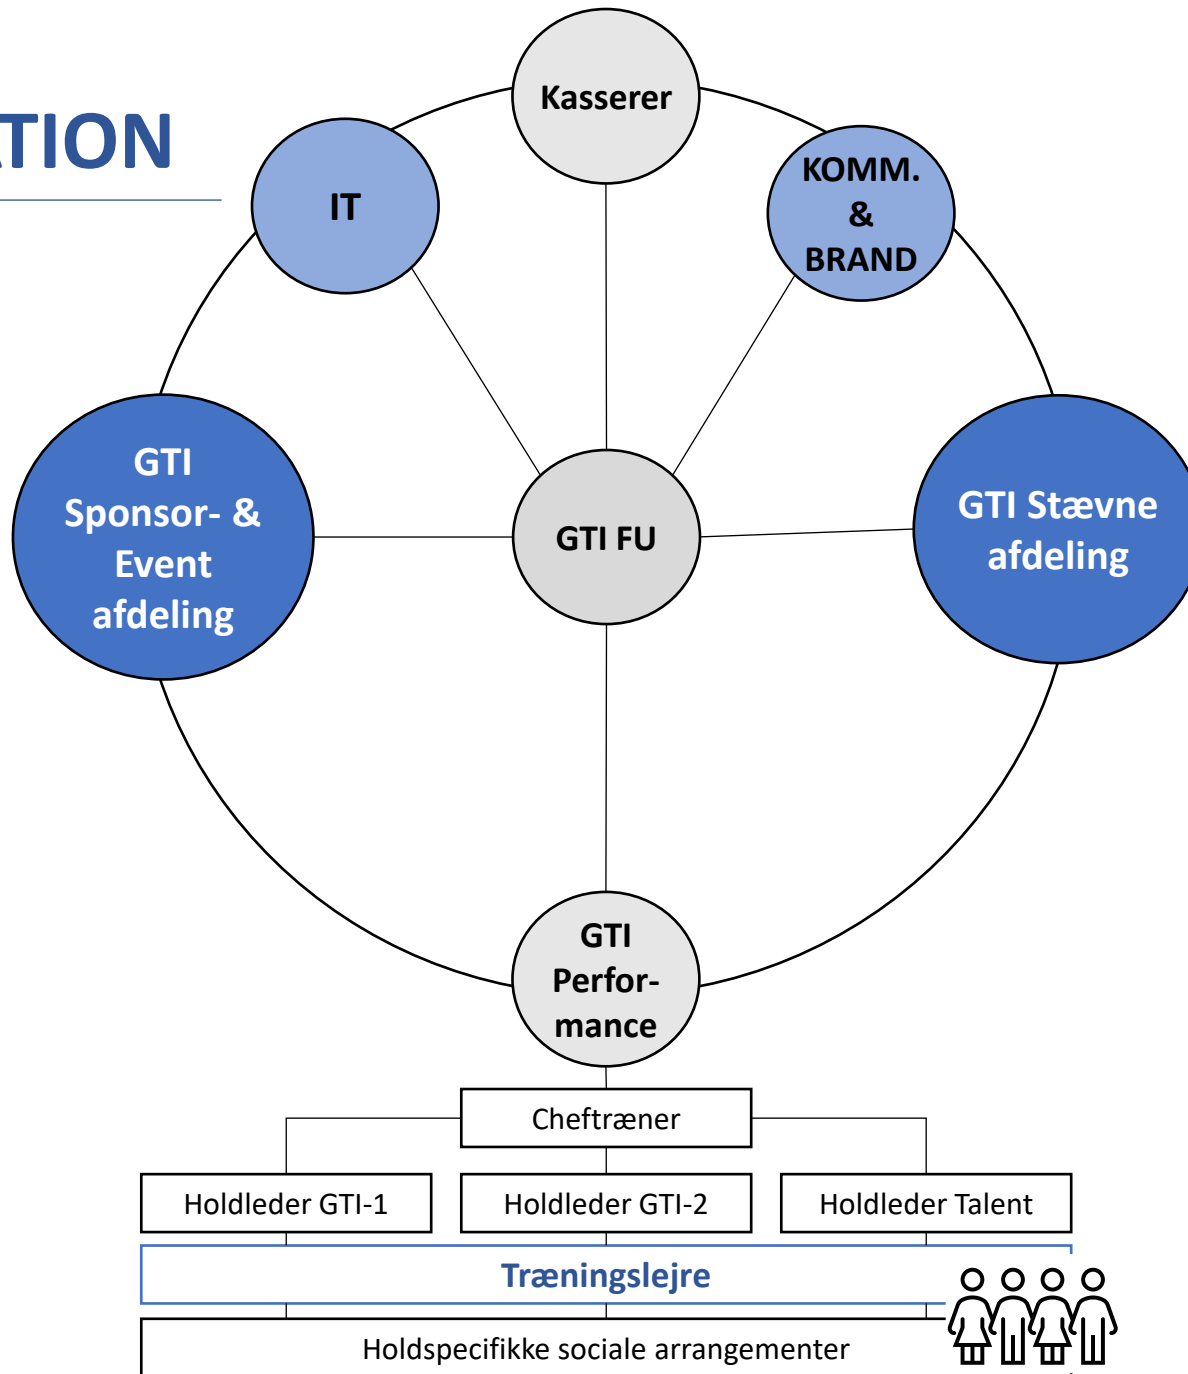 ATION
Kasserer
IT
KOMM.
&
BRAND
GTI
Sponsor- &
Event
afdeling
GTI FU
GTI Stævne
afdeling
GTI
Perfor-
mance
Cheftræner
Holdleder GTI-1
Holdleder GTI-2
Holdleder Talent
Træningslejre
Holdspecifikke sociale arrangementer